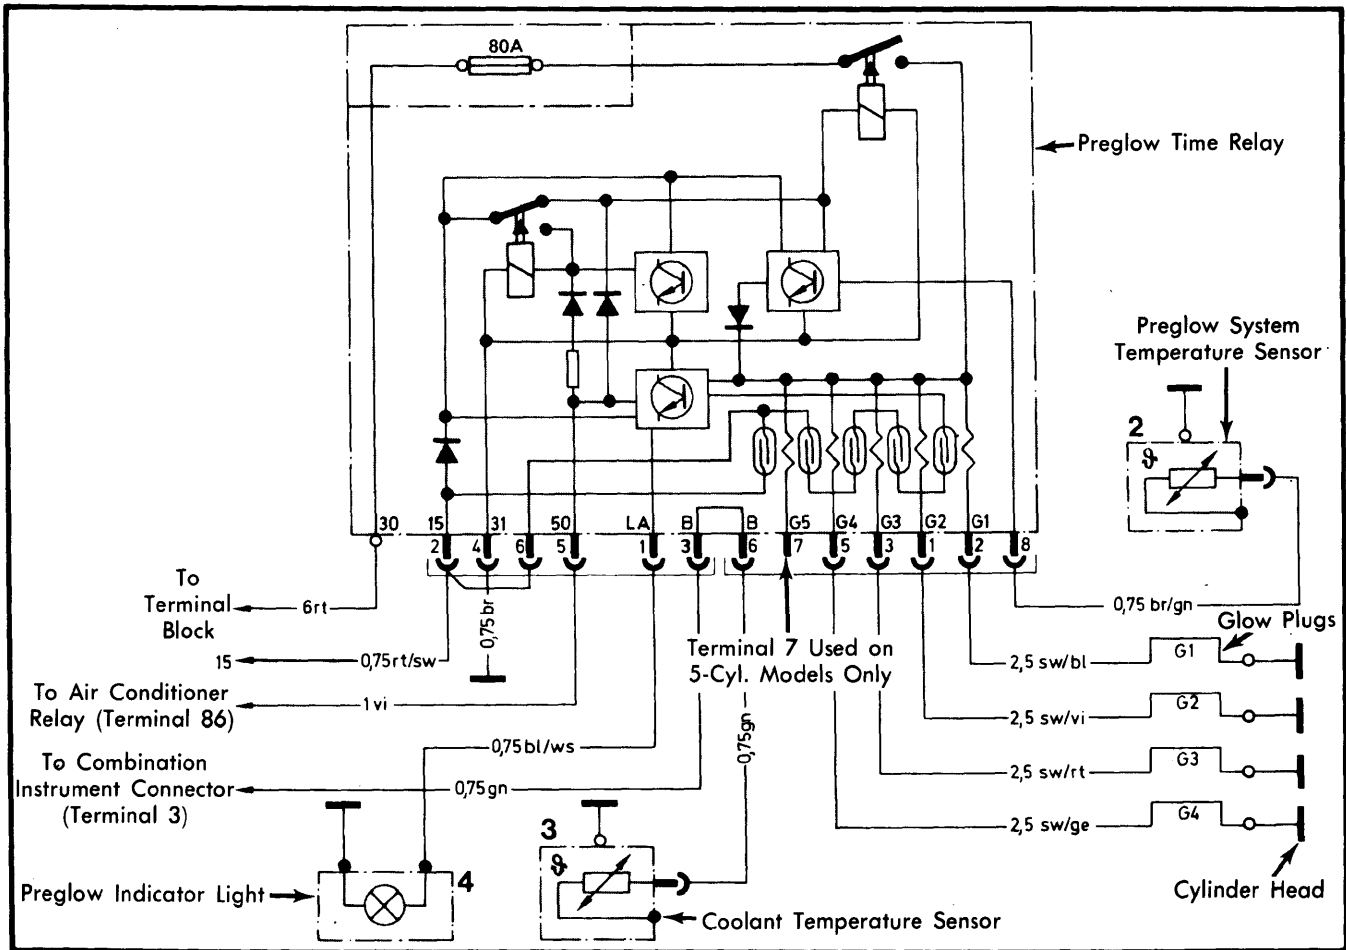 80A
Preglow Time Relay
Preglow System
Temperature Sensor
2
ϑ
30 15 31 50 LA B B G5 G4 G3 G2 G1
2 4 6 5 1 3 6 7 5 3 1 2 8
To
Terminal
Block
6rt
0,75 br
0,75 br/gn
Glow Plugs
15
0,75rt/sw
Terminal 7 Used on
5-Cyl. Models Only
2,5 sw/bl
G1
To Air Conditioner
Relay (Terminal 86)
1vi
2,5 sw/vi
G2
0,75bl/ws
0,75gn
To Combination
Instrument Connector
(Terminal 3)
0,75gn
2,5 sw/rt
G3
2,5 sw/ge
G4
3
ϑ
4
Preglow Indicator Light
Coolant Temperature Sensor
Cylinder Head